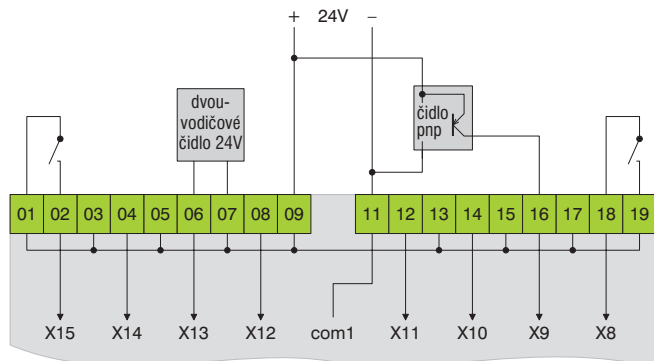 + 24V −
dvou-
vodičové
čidlo 24V
čidlo
pnp
01 02 03 04 05 06 07 08 09 11 12 13 14 15 16 17 18 19
X15 X14 X13 X12 com1 X11 X10 X9 X8